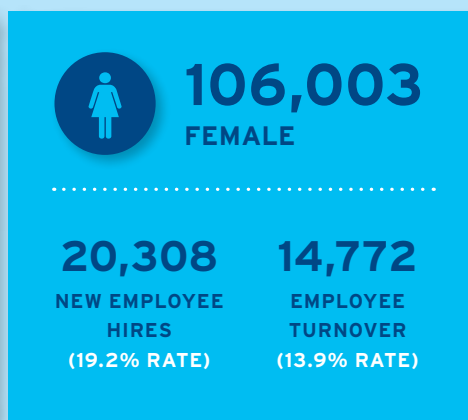 106,003
FEMALE
20,308
NEW EMPLOYEE
HIRES
(19.2% RATE)
14,772
EMPLOYEE
TURNOVER
(13.9% RATE)